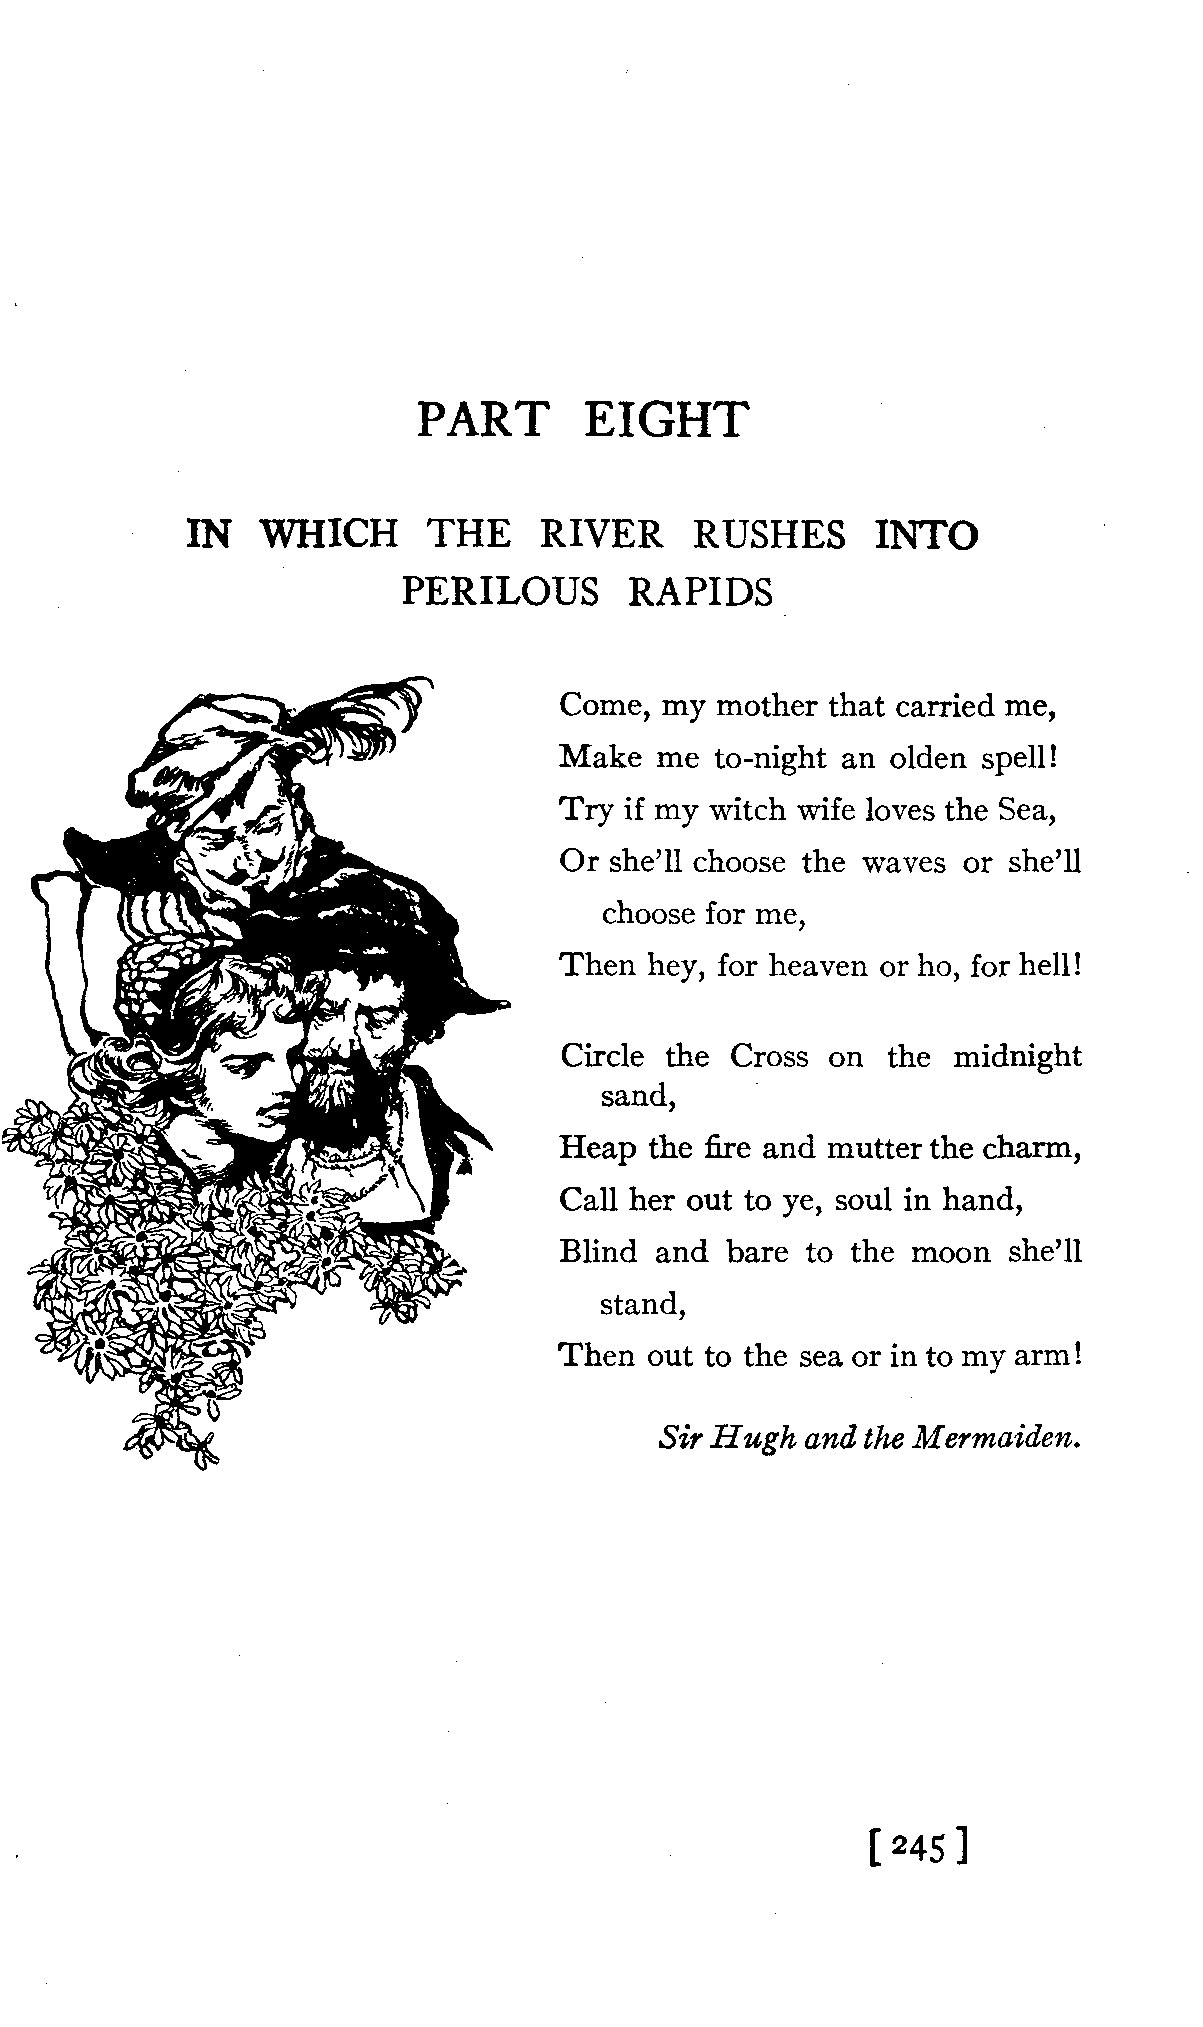 PART EIGHT
IN WHICH THE RIVER RUSHES INTO
PERILOUS RAPIDS
Come, my mother that carried me,
Make me to-night an olden spell!
Try if my witch wife loves the Sea,
Or she'll choose the waves or she'll
choose for me,
Then hey, for heaven or ho, for hell!
Circle the Cross on the midnight
sand,
Heap the fire and mutter the charm,
Call her out to ye, soul in hand,
Blind and bare to the moon she'll
stand,
Then out to the sea or in to my arm!
Sir Hugh and the Mermaiden.
[245]